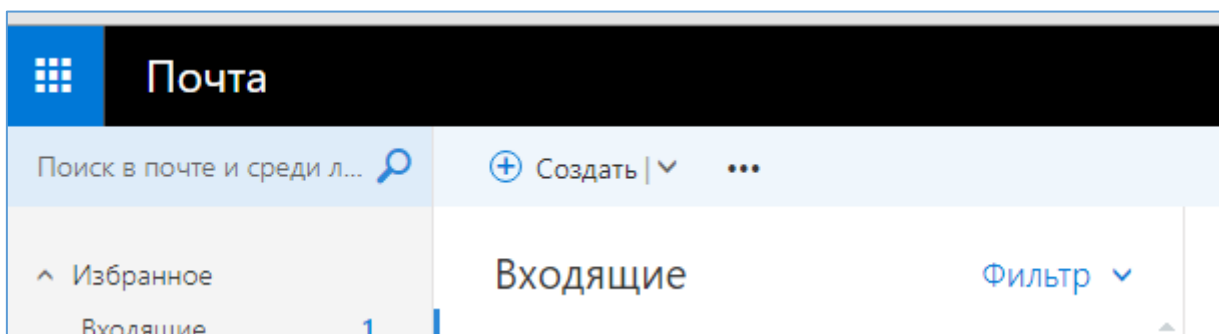 Почта
Поиск в почте и среди л...
Создать
Избранное
Входящие 1
Входящие
Фильтр